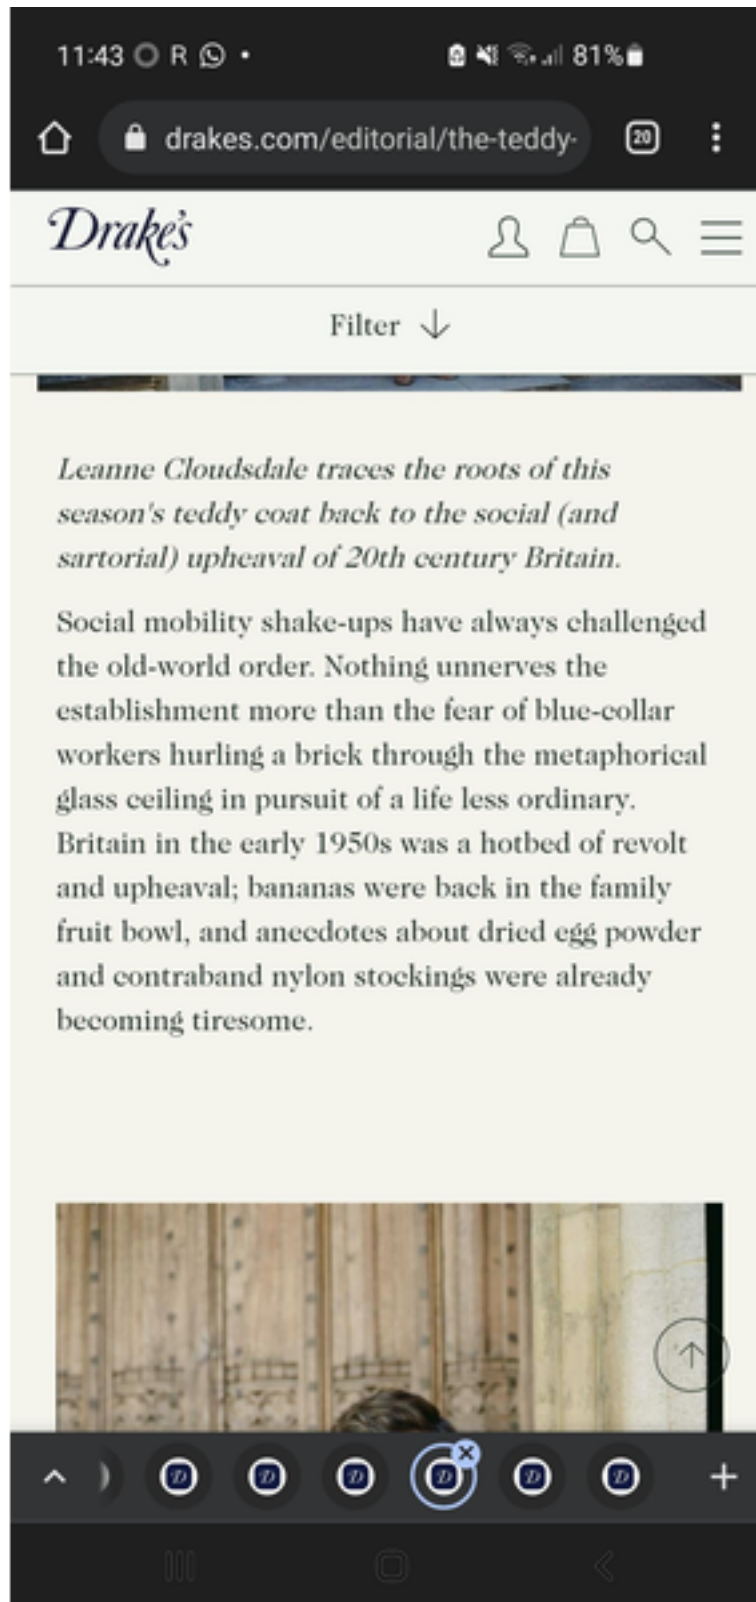 11:43 R 81%
drakes.com/editorial/the-teddy-
20
Drake's
Filter
Leanne Cloudsdale traces the roots of this
season's teddy coat back to the social (and
sartorial) upheaval of 20th century Britain.
Social mobility shake-ups have always challenged
the old-world order. Nothing unnerves the
establishment more than the fear of blue-collar
workers hurling a brick through the metaphorical
glass ceiling in pursuit of a life less ordinary.
Britain in the early 1950s was a hotbed of revolt
and upheaval; bananas were back in the family
fruit bowl, and anecdotes about dried egg powder
and contraband nylon stockings were already
becoming tiresome.
D D D D D D